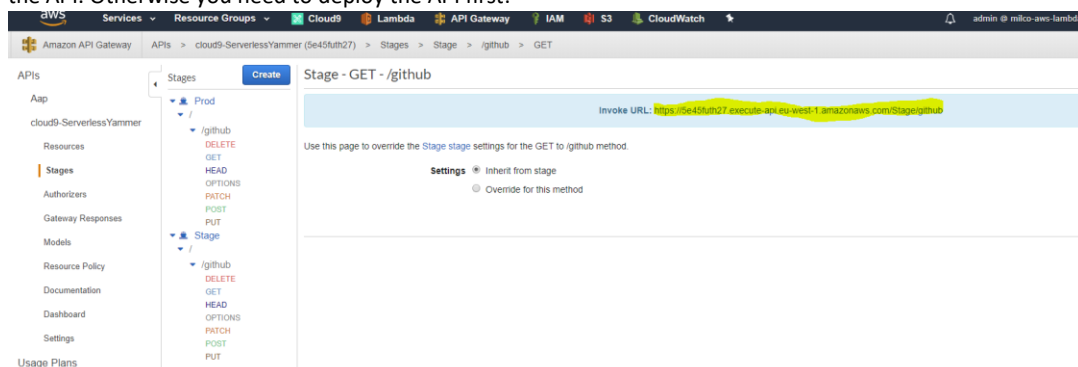 the API. Otherwise you need to deploy the API first!
aws Services Resource Groups Cloud9 Lambda API Gateway IAM S3 CloudWatch admin @ milco-aws-lambd
Amazon API Gateway APIs > cloud9-ServerlessYammer (5e45futh27) > Stages > Stage > /github > GET
APIs
Aap
cloud9-ServerlessYammer
Resources
Stages
Authorizers
Gateway Responses
Models
Resource Policy
Documentation
Dashboard
Settings
Usage Plans
Stages Create
Prod
/
/github
DELETE
GET
HEAD
OPTIONS
PATCH
POST
PUT
Stage
/
/github
DELETE
GET
HEAD
OPTIONS
PATCH
POST
PUT
Stage - GET - /github
Invoke URL: https://5e45futh27.execute-api.eu-west-1.amazonaws.com/Stage/github
Use this page to override the Stage stage settings for the GET to /github method.
Settings Inherit from stage
Override for this method